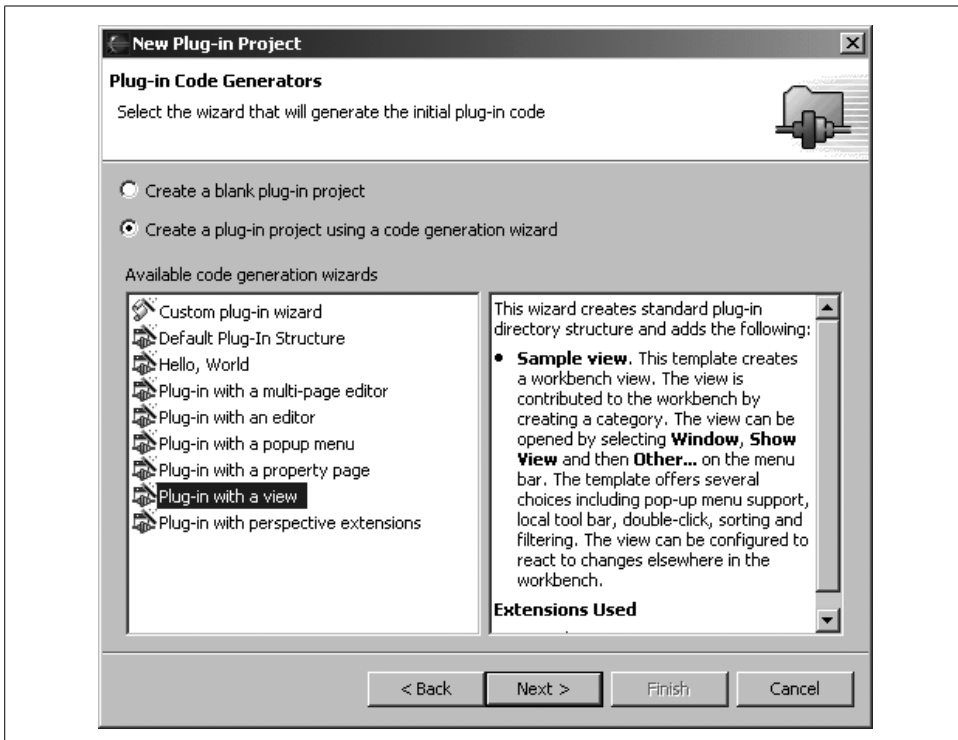 New Plug-in Project
Plug-in Code Generators
Select the wizard that will generate the initial plug-in code
Create a blank plug-in project
Create a plug-in project using a code generation wizard
Available code generation wizards
Custom plug-in wizard
Default Plug-In Structure
Hello, World
Plug-in with a multi-page editor
Plug-in with an editor
Plug-in with a popup menu
Plug-in with a property page
Plug-in with a view
Plug-in with perspective extensions
This wizard creates standard plug-in
directory structure and adds the following:
• Sample view. This template creates
a workbench view. The view is
contributed to the workbench by
creating a category. The view can be
opened by selecting Window, Show
View and then Other... on the menu
bar. The template offers several
choices including pop-up menu support,
local tool bar, double-click, sorting and
filtering. The view can be configured to
react to changes elsewhere in the
workbench.
Extensions Used
< Back
Next >
Finish
Cancel